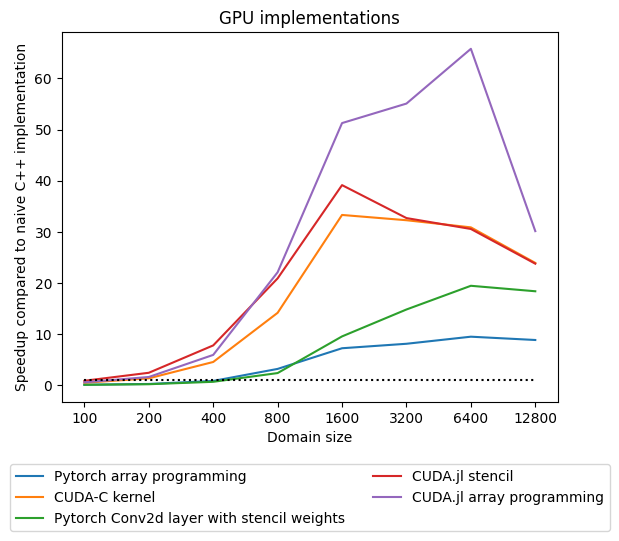 GPU implementations
Speedup compared to naive C++ implementation
60
50
40
30
20
10
0
100 200 400 800 1600 3200 6400 12800
Domain size
Pytorch array programming
CUDA-C kernel
Pytorch Conv2d layer with stencil weights
CUDA.jl stencil
CUDA.jl array programming